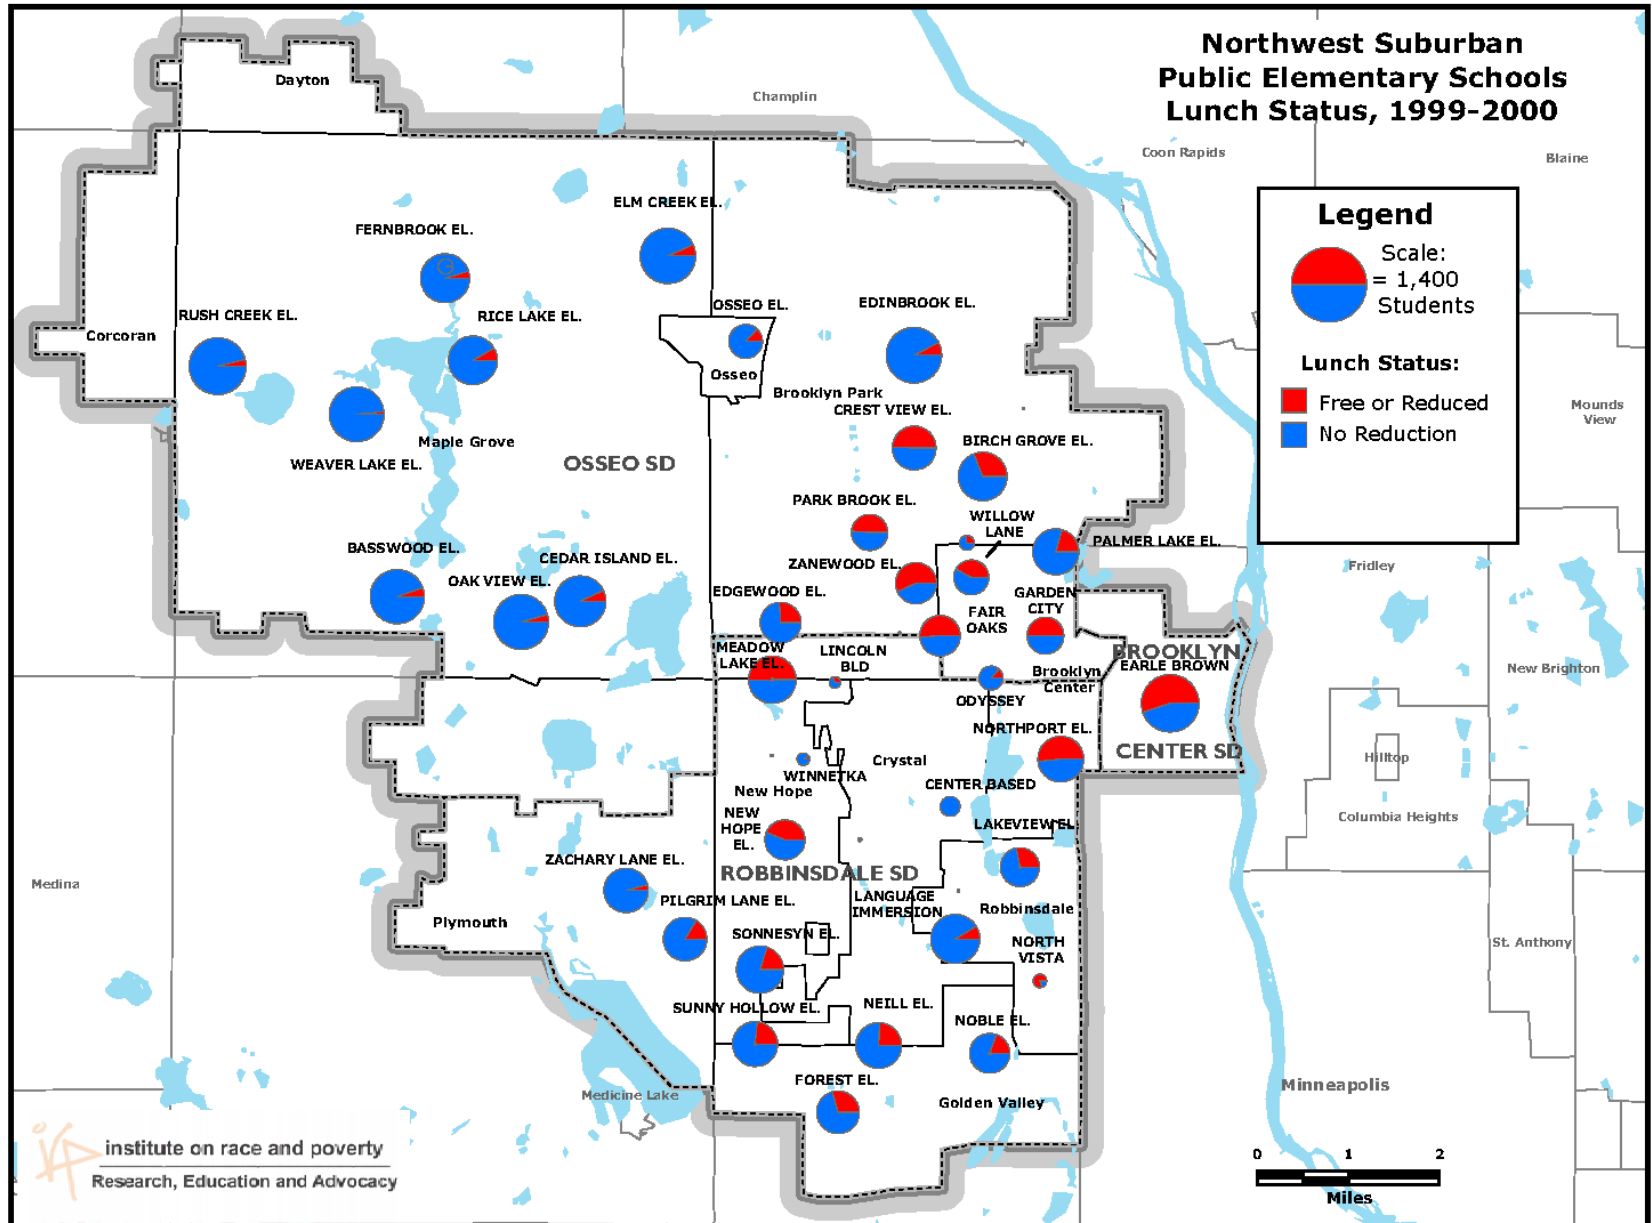 Northwest Suburban
Public Elementary Schools
Lunch Status, 1999-2000
Dayton
Champlin
Coon Rapids
Blaine
Legend
Scale:
= 1,400
Students
Lunch Status:
Free or Reduced
No Reduction
ELM CREEK EL.
FERNBROOK EL.
RUSH CREEK EL.
RICE LAKE EL.
OSSEO EL.
EDINBROOK EL.
Corcoran
Osseo
Brooklyn Park
CREST VIEW EL.
Mounds
View
Maple Grove
BIRCH GROVE EL.
WEAVER LAKE EL.
OSSEO SD
PARK BROOK EL.
WILLOW
LANE
PALMER LAKE EL.
BASSWOOD EL.
CEDAR ISLAND EL.
OAK VIEW EL.
ZANEWOOD EL.
Fridley
EDGEWOOD EL.
GARDEN
CITY
FAIR
OAKS
MEADOW
LAKE EL.
LINCOLN
BLD
BROOKLYN
EARLE BROWN
New Brighton
Brooklyn
Center
ODYSSEY
NORTHPORT EL.
CENTER SD
Crystal
Hilltop
WINNETKA
New Hope
CENTER BASED
NEW
HOPE
EL.
LAKEVIEW EL.
Columbia Heights
ZACHARY LANE EL.
ROBBINSDALE SD
Medina
PILGRIM LANE EL.
LANGUAGE
IMMERSION
Robbinsdale
Plymouth
SONNESYN EL.
NORTH
VISTA
St. Anthony
SUNNY HOLLOW EL.
NEILL EL.
NOBLE EL.
FOREST EL.
Minneapolis
Medicine Lake
Golden Valley
irp
institute on race and poverty
Research, Education and Advocacy
0 1 2
Miles